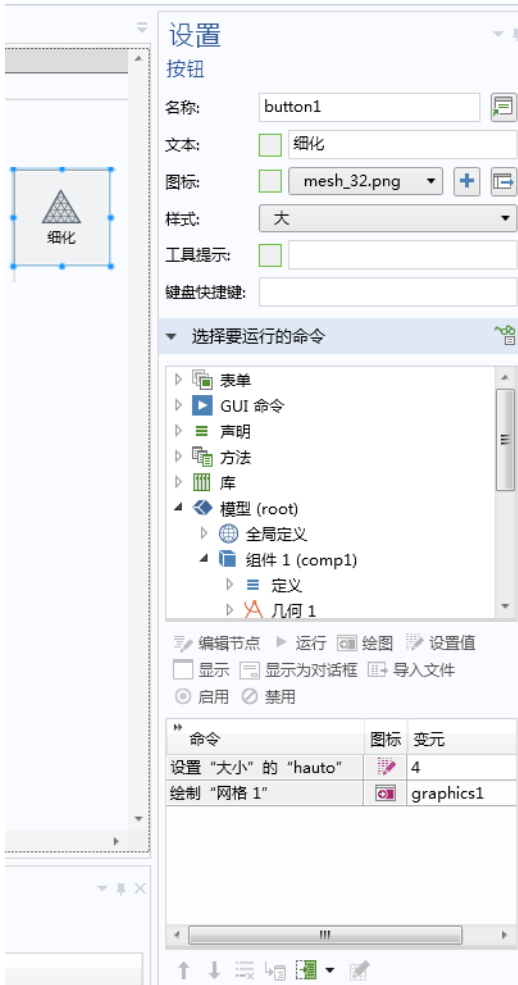 设置
按钮
名称: button1
文本: 细化
图标: mesh_32.png
样式: 大
工具提示:
键盘快捷键:
细化
选择要运行的命令
表单
GUI 命令
声明
方法
库
模型 (root)
全局定义
组件 1 (comp1)
定义
几何 1
编辑节点 运行 绘图 设置值
显示 显示为对话框 导入文件
启用 禁用
命令 图标 变元
设置“大小”的“hauto” 4
绘制“网格 1” graphics1